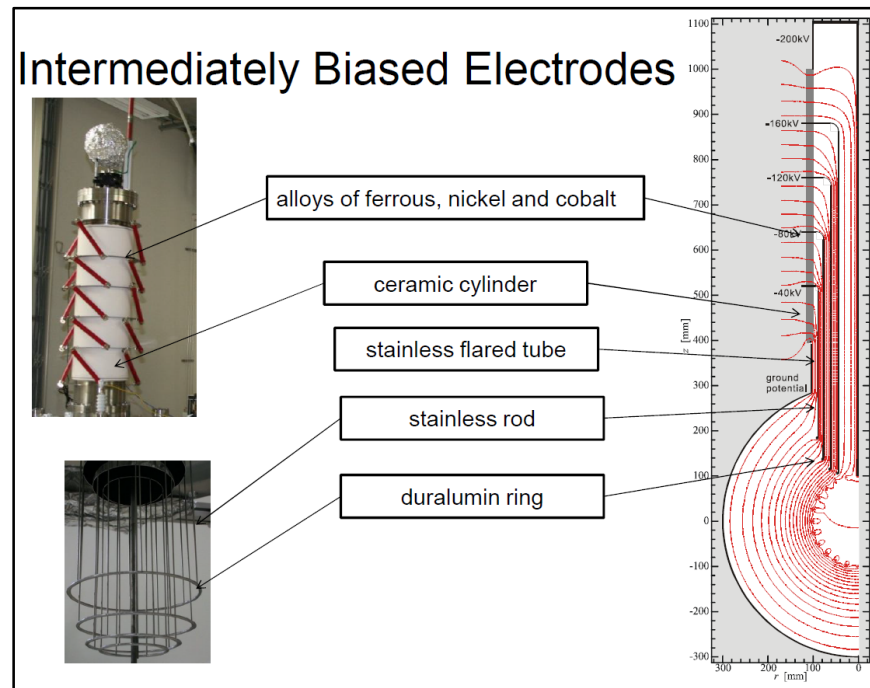 Intermediately Biased Electrodes
alloys of ferrous, nickel and cobalt
ceramic cylinder
stainless flared tube
stainless rod
duralumin ring
1100
-200kV
1000
900
-160kV
800
-120kV
700
-80kV
600
500
-40kV
400
z [mm]
300
ground
potential
200
100
0
-100
-200
-300
300 200 100 0
r [mm]